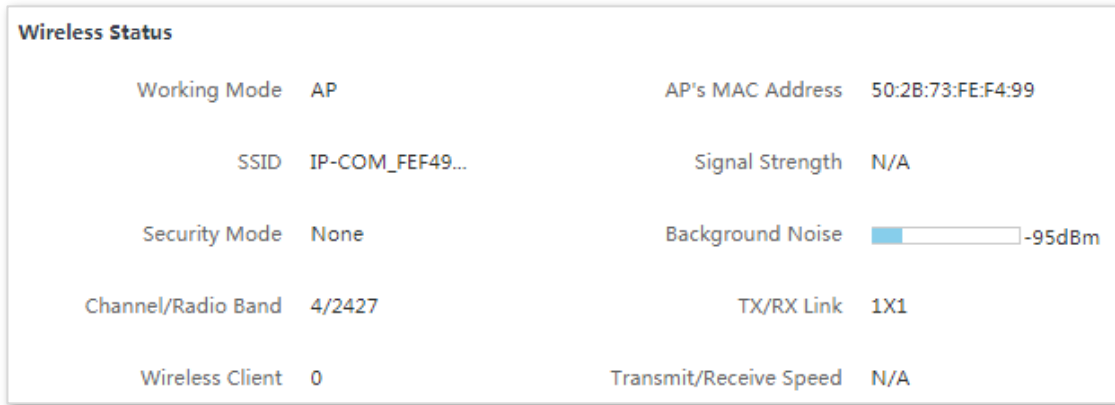 Wireless Status
Working Mode AP AP's MAC Address 50:2B:73:FE:F4:99
SSID IP-COM_FEF49... Signal Strength N/A
Security Mode None Background Noise -95dBm
Channel/Radio Band 4/2427 TX/RX Link 1X1
Wireless Client 0 Transmit/Receive Speed N/A